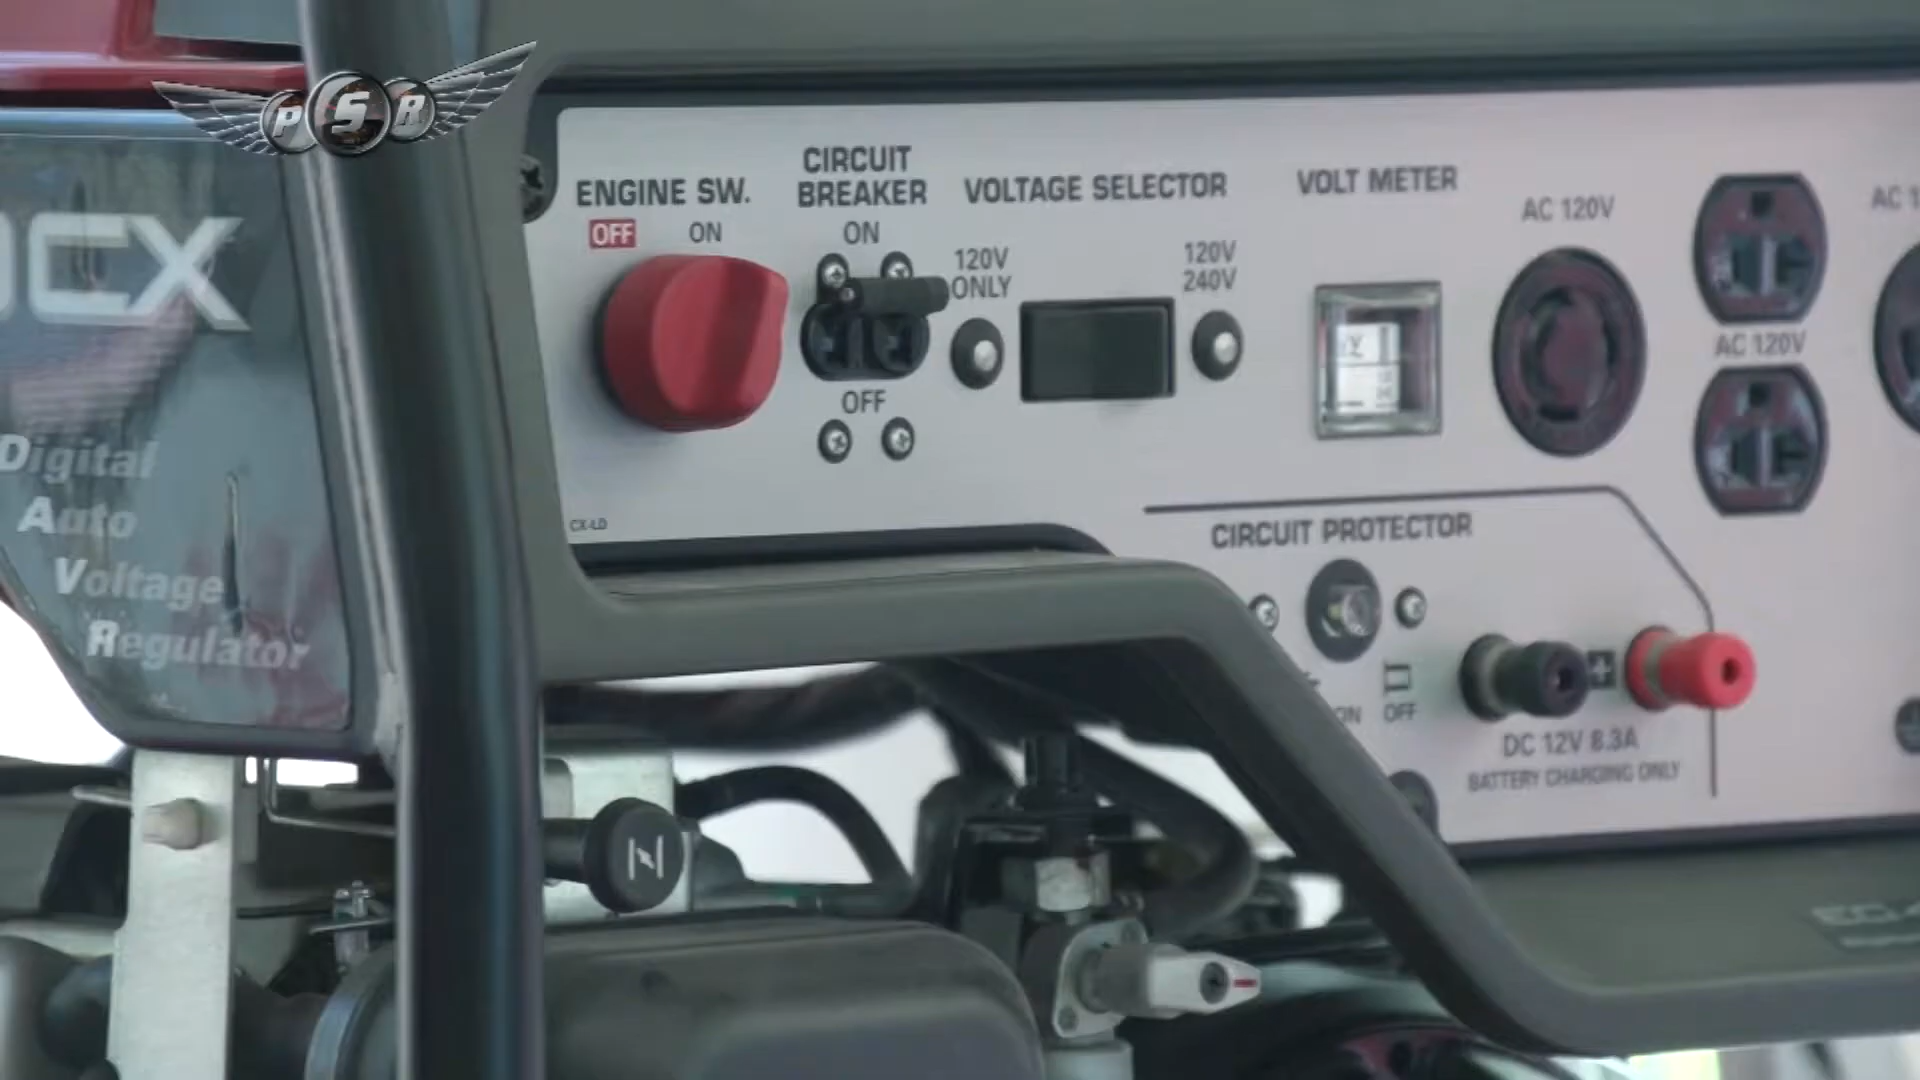 PSR
CX
Digital
Auto
Voltage
Regulator
ENGINE SW.
OFF ON
CIRCUIT
BREAKER
ON
OFF
VOLTAGE SELECTOR
120V
ONLY
120V
240V
VOLT METER
AC 120V
AC 120V
AC
CX-LD
CIRCUIT PROTECTOR
ON OFF
DC 12V 8.3A
BATTERY CHARGING ONLY